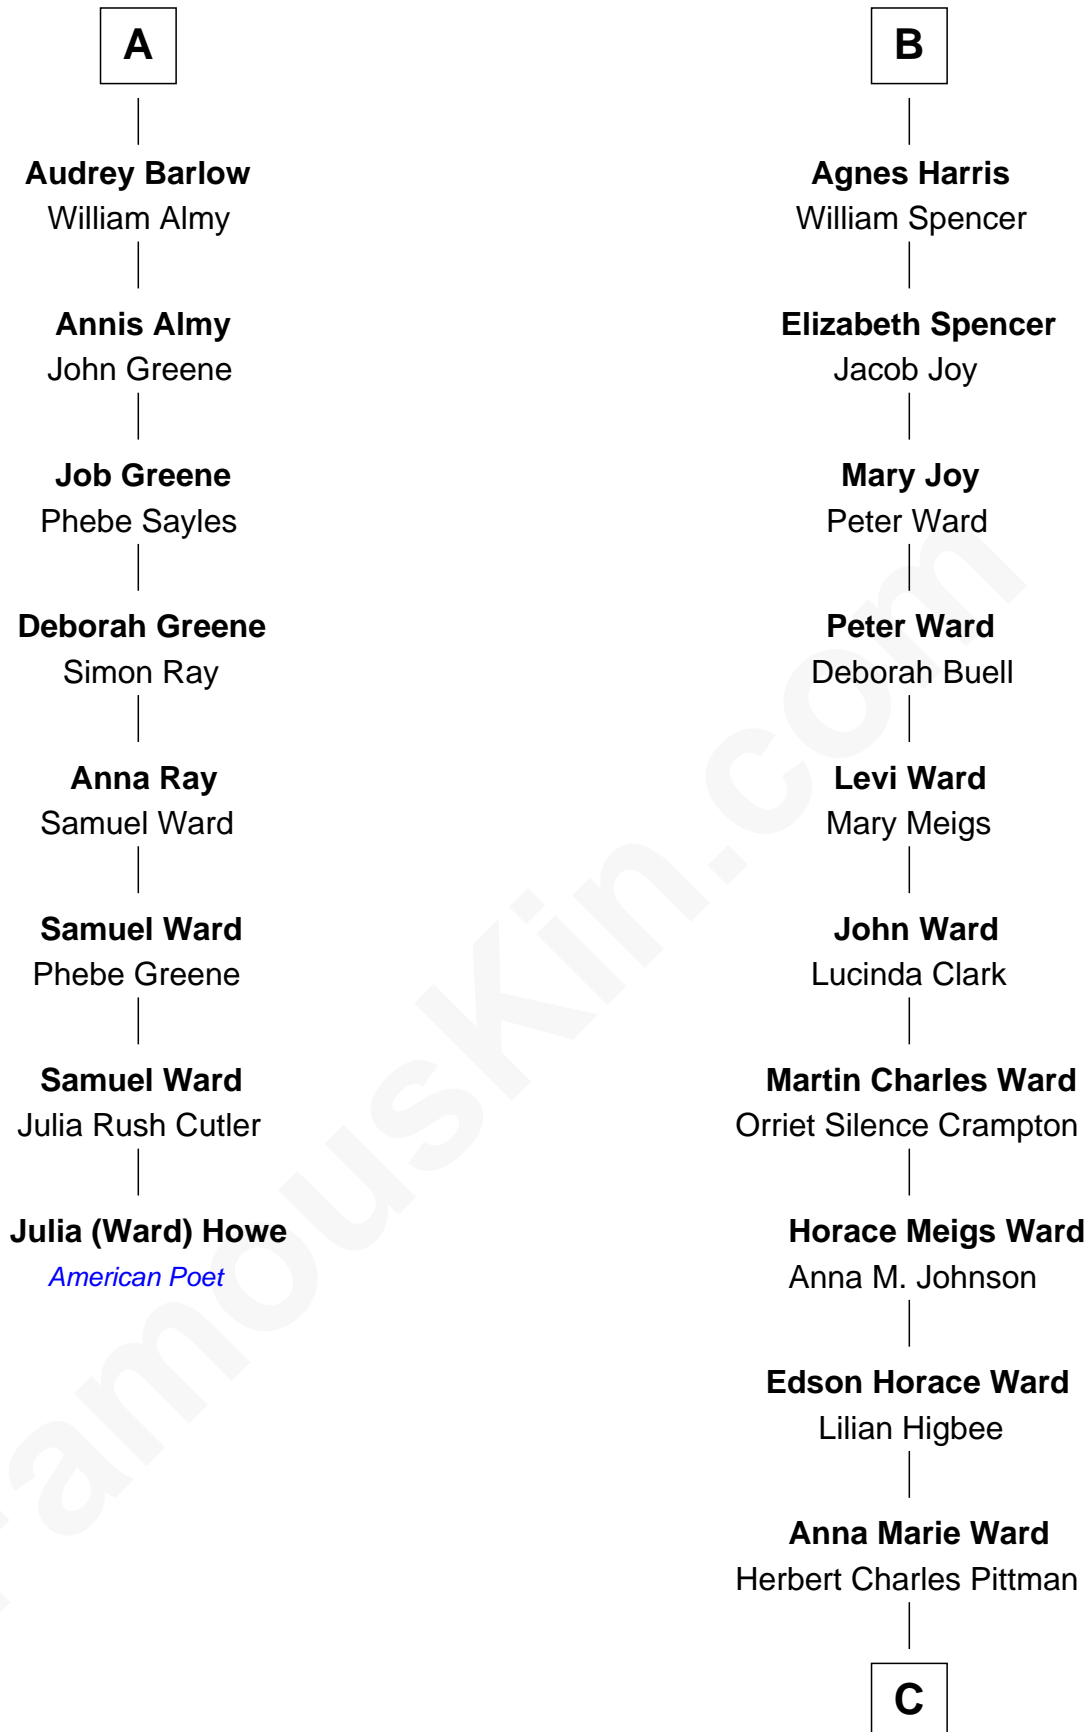 A
Audrey Barlow
William Almy
Annis Almy
John Greene
Job Greene
Phebe Sayles
Deborah Greene
Simon Ray
Anna Ray
Samuel Ward
Samuel Ward
Phebe Greene
Samuel Ward
Julia Rush Cutler
Julia (Ward) Howe
American Poet
B
Agnes Harris
William Spencer
Elizabeth Spencer
Jacob Joy
Mary Joy
Peter Ward
Peter Ward
Deborah Buell
Levi Ward
Mary Meigs
John Ward
Lucinda Clark
Martin Charles Ward
Orriet Silence Crampton
Horace Meigs Ward
Anna M. Johnson
Edson Horace Ward
Lilian Higbee
Anna Marie Ward
Herbert Charles Pittman
C
FamousKin.com